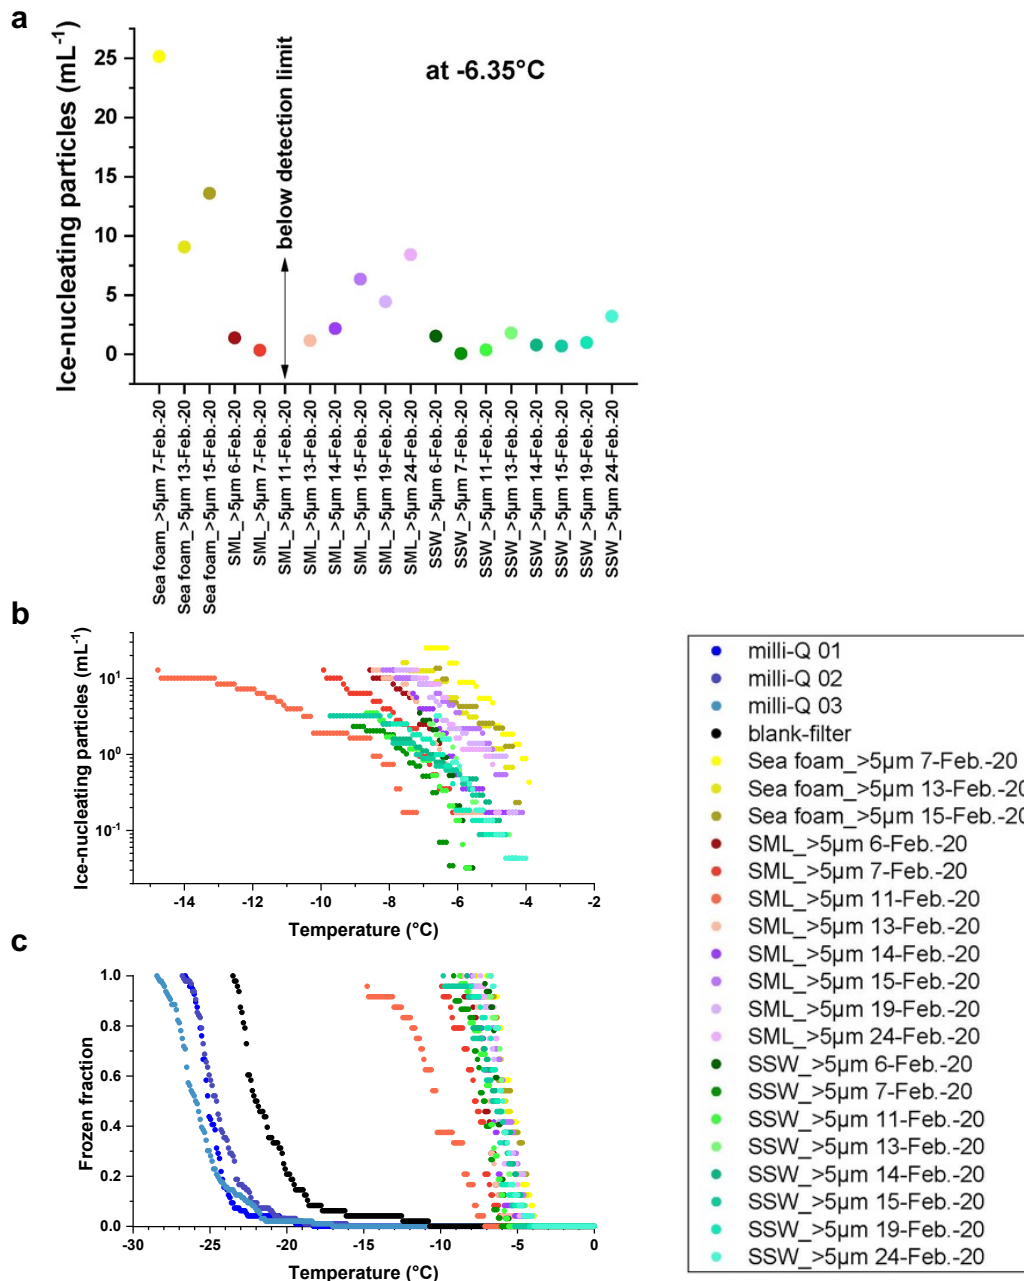 a
Ice-nucleating particles (mL-1)
25
20
15
10
5
0
below detection limit
at -6.35°C
Sea foam_>5µm 7-Feb.-20
Sea foam_>5µm 13-Feb.-20
Sea foam_>5µm 15-Feb.-20
SML_>5µm 6-Feb.-20
SML_>5µm 7-Feb.-20
SML_>5µm 11-Feb.-20
SML_>5µm 13-Feb.-20
SML_>5µm 14-Feb.-20
SML_>5µm 15-Feb.-20
SML_>5µm 19-Feb.-20
SML_>5µm 24-Feb.-20
SSW_>5µm 6-Feb.-20
SSW_>5µm 7-Feb.-20
SSW_>5µm 11-Feb.-20
SSW_>5µm 13-Feb.-20
SSW_>5µm 14-Feb.-20
SSW_>5µm 15-Feb.-20
SSW_>5µm 19-Feb.-20
SSW_>5µm 24-Feb.-20
b
Ice-nucleating particles (mL-1)
101
100
10-1
-14 -12 -10 -8 -6 -4 -2
Temperature (°C)
c
Frozen fraction
1.0
0.8
0.6
0.4
0.2
0.0
-30 -25 -20 -15 -10 -5 0
Temperature (°C)
milli-Q 01
milli-Q 02
milli-Q 03
blank-filter
Sea foam_>5µm 7-Feb.-20
Sea foam_>5µm 13-Feb.-20
Sea foam_>5µm 15-Feb.-20
SML_>5µm 6-Feb.-20
SML_>5µm 7-Feb.-20
SML_>5µm 11-Feb.-20
SML_>5µm 13-Feb.-20
SML_>5µm 14-Feb.-20
SML_>5µm 15-Feb.-20
SML_>5µm 19-Feb.-20
SML_>5µm 24-Feb.-20
SSW_>5µm 6-Feb.-20
SSW_>5µm 7-Feb.-20
SSW_>5µm 11-Feb.-20
SSW_>5µm 13-Feb.-20
SSW_>5µm 14-Feb.-20
SSW_>5µm 15-Feb.-20
SSW_>5µm 19-Feb.-20
SSW_>5µm 24-Feb.-20